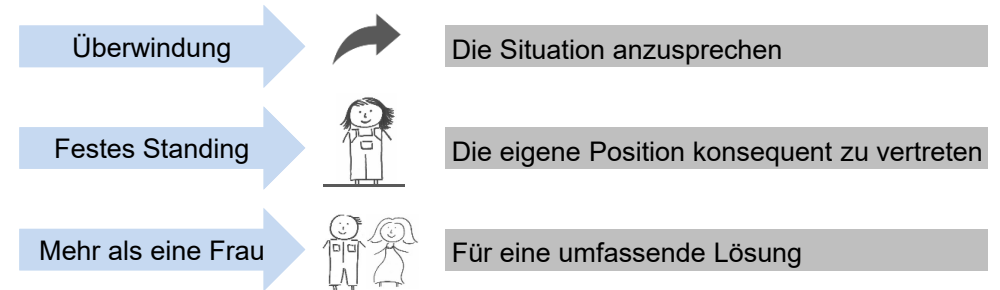 Überwindung
Die Situation anzusprechen
Festes Standing
Die eigene Position konsequent zu vertreten
Mehr als eine Frau
Für eine umfassende Lösung